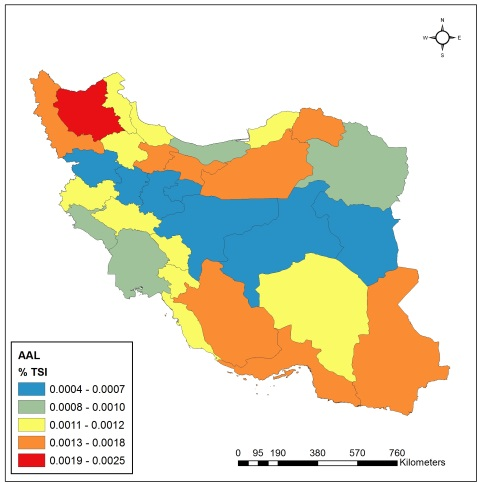 N
W E
S
AAL
% TSI
0.0004 - 0.0007
0.0008 - 0.0010
0.0011 - 0.0012
0.0013 - 0.0018
0.0019 - 0.0025
0 95 190 380 570 760
Kilometers